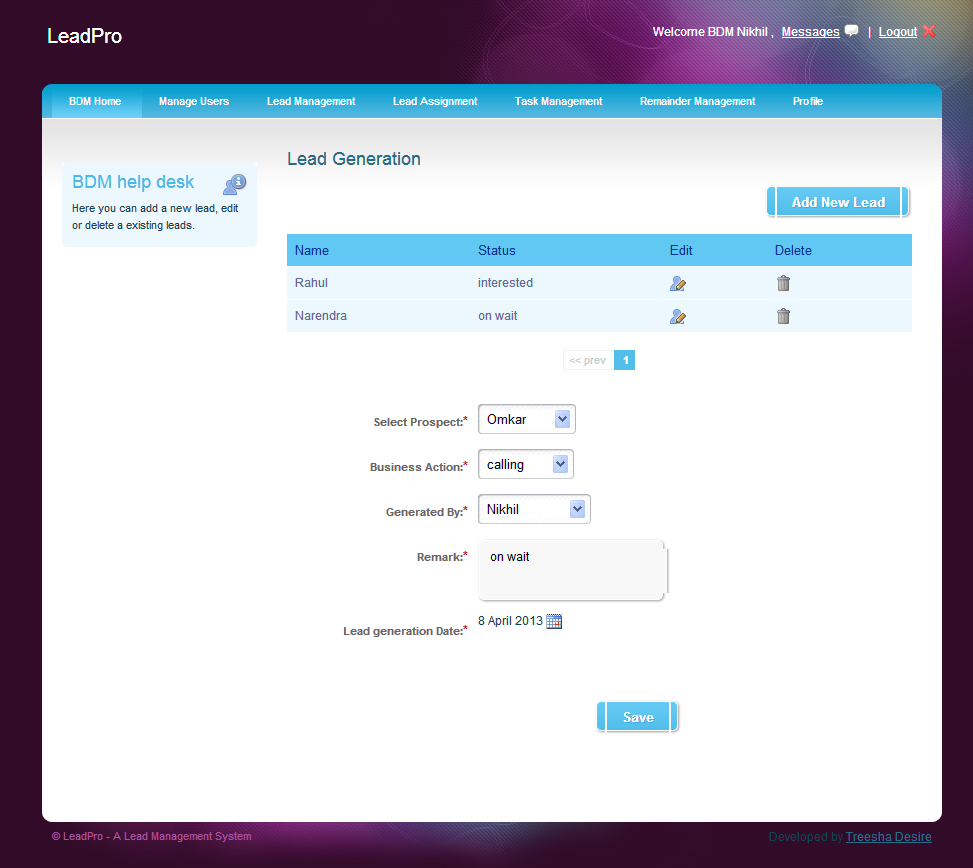 LeadPro
Welcome BDM Nikhil , Messages | Logout
BDM Home Manage Users Lead Management Lead Assignment Task Management Remainder Management Profile
BDM help desk
Here you can add a new lead, edit
or delete a existing leads.
Lead Generation
Add New Lead
Name Status Edit Delete
Rahul interested
Narendra on wait
<< prev 1
Select Prospect:* Omkar
Business Action:* calling
Generated By:* Nikhil
Remark:* on wait
Lead generation Date:* 8 April 2013
Save
© LeadPro - A Lead Management System
Developed by Treesha Desire